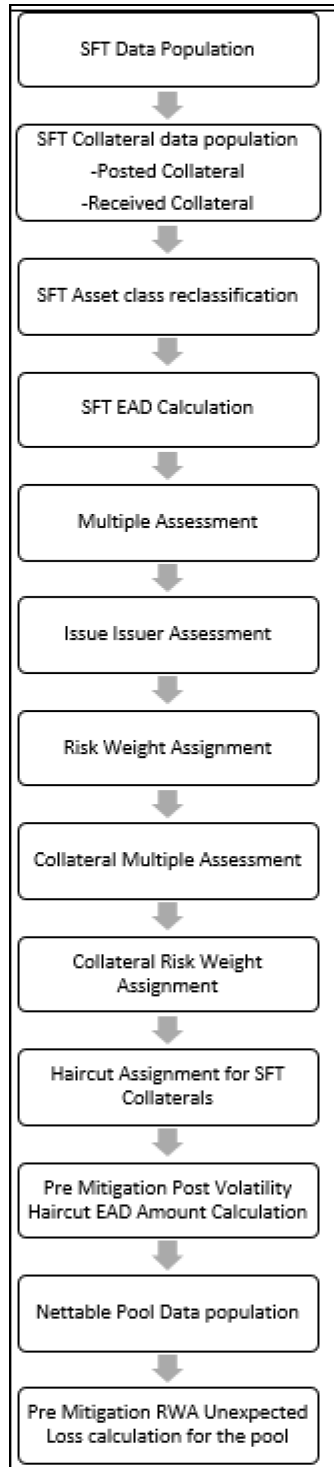 SFT Data Population
SFT Collateral data population
-Posted Collateral
-Received Collateral
SFT Asset class reclassification
SFT EAD Calculation
Multiple Assessment
Issue Issuer Assessment
Risk Weight Assignment
Collateral Multiple Assessment
Collateral Risk Weight
Assignment
Haircut Assignment for SFT
Collaterals
Pre Mitigation Post Volatility
Haircut EAD Amount Calculation
Nettable Pool Data population
Pre Mitigation RWA Unexpected
Loss calculation for the pool